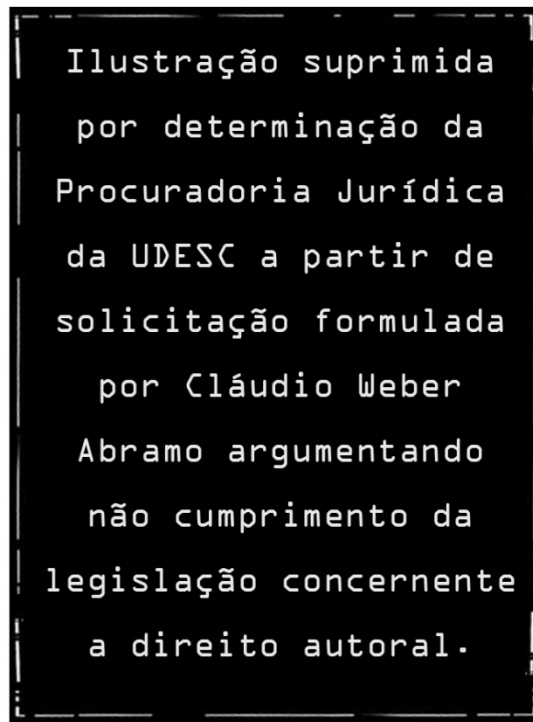 Ilustração suprimida
por determinação da
Procuradoria Jurídica
da UDESC a partir de
solicitação formulada
por Cláudio Weber
Abramo argumentando
não cumprimento da
legislação concernente
a direito autoral.